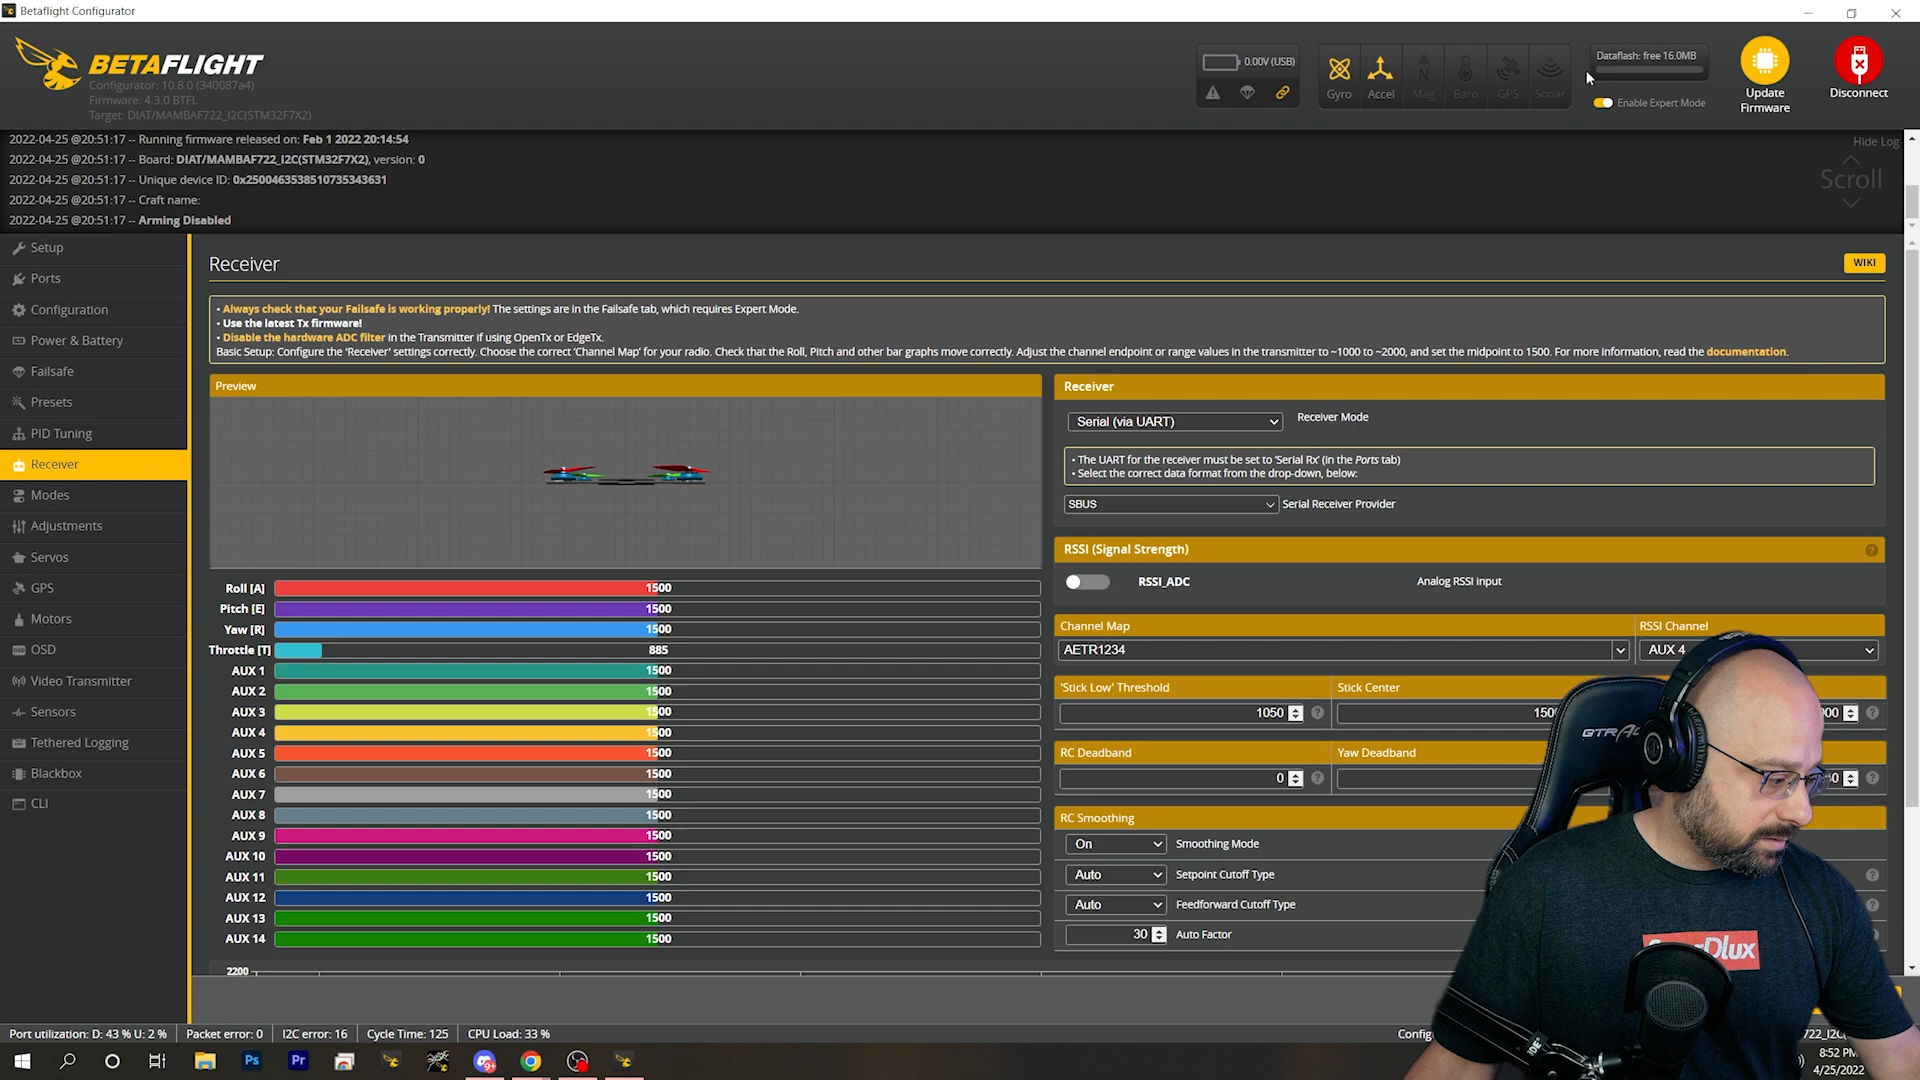 Betaflight Configurator
BETAFLIGHT
Configurator: 10.8.0 (340087a4)
Firmware: 4.3.0 BTFL
Target: DIAT/MAMBAF722_I2C(STM32F7X2)
0.00V (USB)
Gyro
Accel
Mag
Baro
GPS
Sonar
Dataflash: free 16.0MB
Enable Expert Mode
Update
Firmware
Disconnect
2022-04-25 @20:51:17 -- Running firmware released on: Feb 1 2022 20:14:54
2022-04-25 @20:51:17 -- Board: DIAT/MAMBAF722_I2C(STM32F7X2), version: 0
2022-04-25 @20:51:17 -- Unique device ID: 0x2500463538510735343631
2022-04-25 @20:51:17 -- Craft name:
2022-04-25 @20:51:17 -- Arming Disabled
Hide Log
Scroll
Setup
Ports
Configuration
Power & Battery
Failsafe
Presets
PID Tuning
Receiver
Modes
Adjustments
Servos
GPS
Motors
OSD
Video Transmitter
Sensors
Tethered Logging
Blackbox
CLI
Receiver
WIKI
• Always check that your Failsafe is working properly! The settings are in the Failsafe tab, which requires Expert Mode.
• Use the latest Tx firmware!
• Disable the hardware ADC filter in the Transmitter if using OpenTx or EdgeTx.
Basic Setup: Configure the 'Receiver' settings correctly. Choose the correct 'Channel Map' for your radio. Check that the Roll, Pitch and other bar graphs move correctly. Adjust the channel endpoint or range values in the transmitter to ~1000 to ~2000, and set the midpoint to 1500. For more information, read the documentation.
Preview
Roll [A] 1500
Pitch [E] 1500
Yaw [R] 1500
Throttle [T] 885
AUX 1 1500
AUX 2 1500
AUX 3 1500
AUX 4 1500
AUX 5 1500
AUX 6 1500
AUX 7 1500
AUX 8 1500
AUX 9 1500
AUX 10 1500
AUX 11 1500
AUX 12 1500
AUX 13 1500
AUX 14 1500
2200
Receiver
Serial (via UART) Receiver Mode
• The UART for the receiver must be set to 'Serial Rx' (in the Ports tab)
• Select the correct data format from the drop-down, below:
SBUS Serial Receiver Provider
RSSI (Signal Strength)
RSSI_ADC Analog RSSI input
Channel Map RSSI Channel
AETR1234 AUX 4
'Stick Low' Threshold Stick Center
1050
RC Deadband Yaw Deadband
0
RC Smoothing
On Smoothing Mode
Auto Setpoint Cutoff Type
Auto Feedforward Cutoff Type
30 Auto Factor
GTR
Port utilization: D: 43 % U: 2 %
Packet error: 0
I2C error: 16
Cycle Time: 125
CPU Load: 33 %
Ps
Pr
8:52 PM
4/25/2022